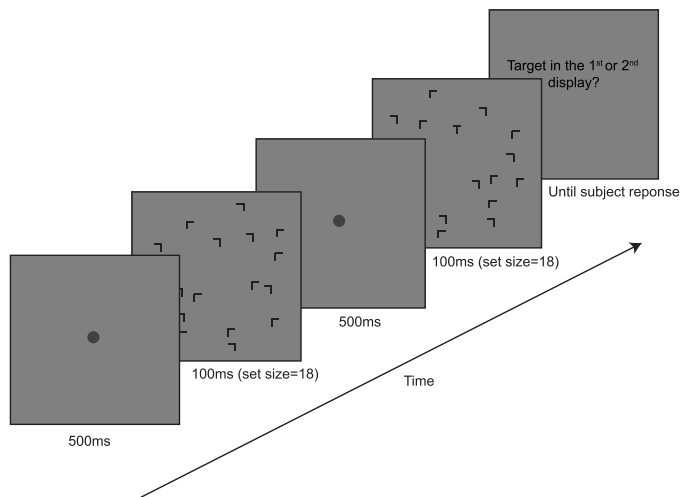 Target in the 1st or 2nd
display?
Until subject reponse
100ms (set size=18)
500ms
100ms (set size=18)
Time
500ms